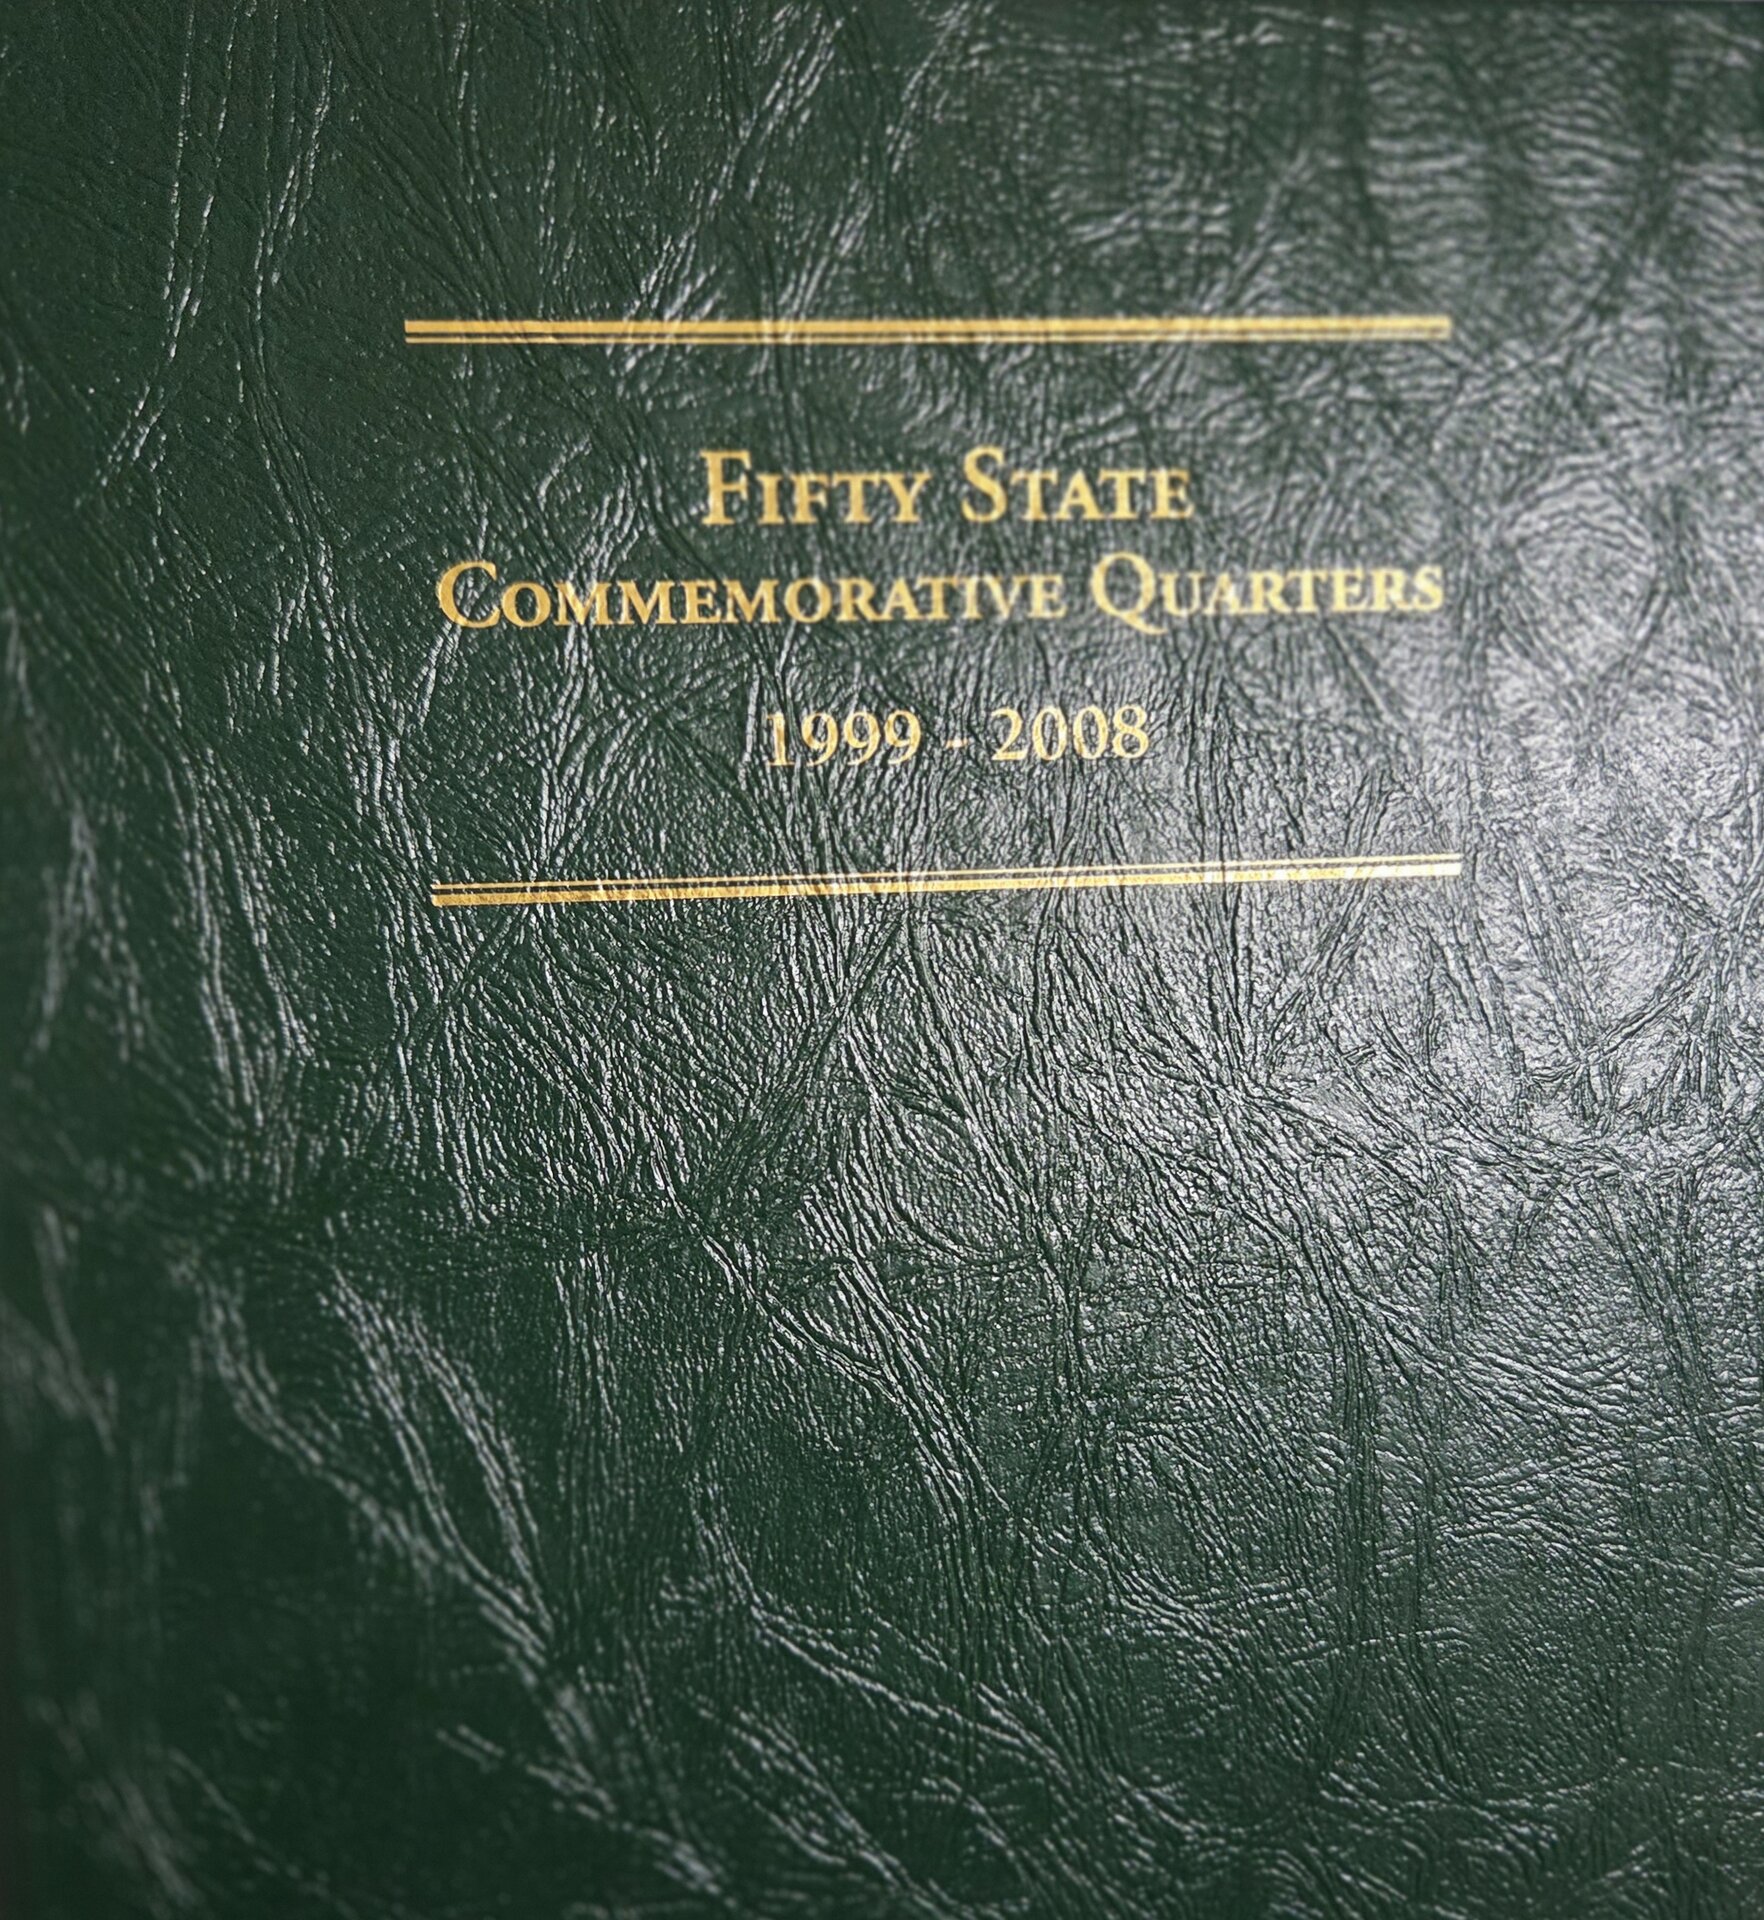 Fifty State
Commemorative Quarters
1999 - 2008